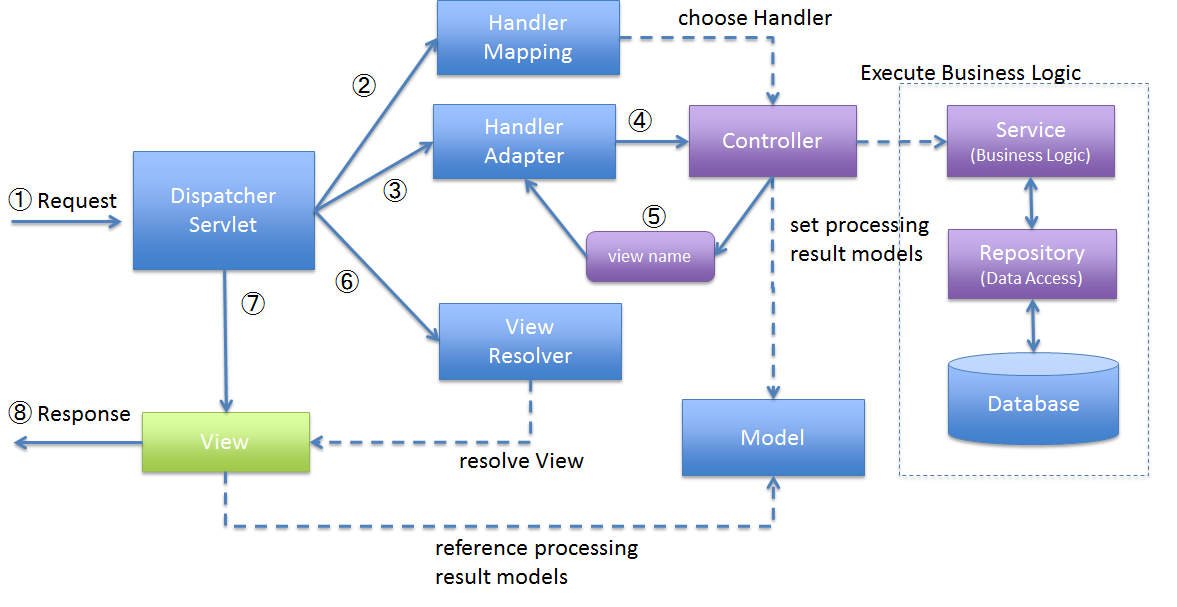 Handler
Mapping
choose Handler
②
Execute Business Logic
Handler
Adapter
④
Controller
Service
(Business Logic)
① Request
Dispatcher
Servlet
③
⑤
view name
set processing
result models
Repository
(Data Access)
⑥
⑦
View
Resolver
Database
⑧ Response
View
resolve View
Model
reference processing
result models